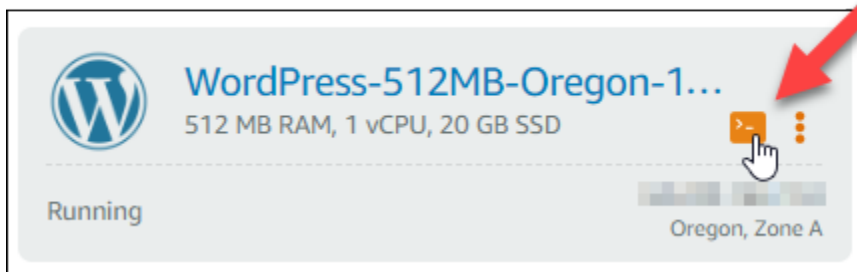 WordPress-512MB-Oregon-1...
512 MB RAM, 1 vCPU, 20 GB SSD
Running
Oregon, Zone A